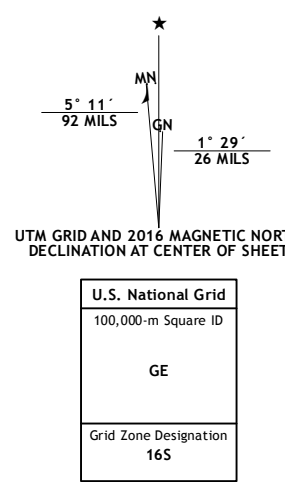 ★
MN
5° 11´
92 MILS
GN
1° 29´
26 MILS
UTM GRID AND 2016 MAGNETIC NORT
DECLINATION AT CENTER OF SHEET
U.S. National Grid
100,000-m Square ID
GE
Grid Zone Designation
16S